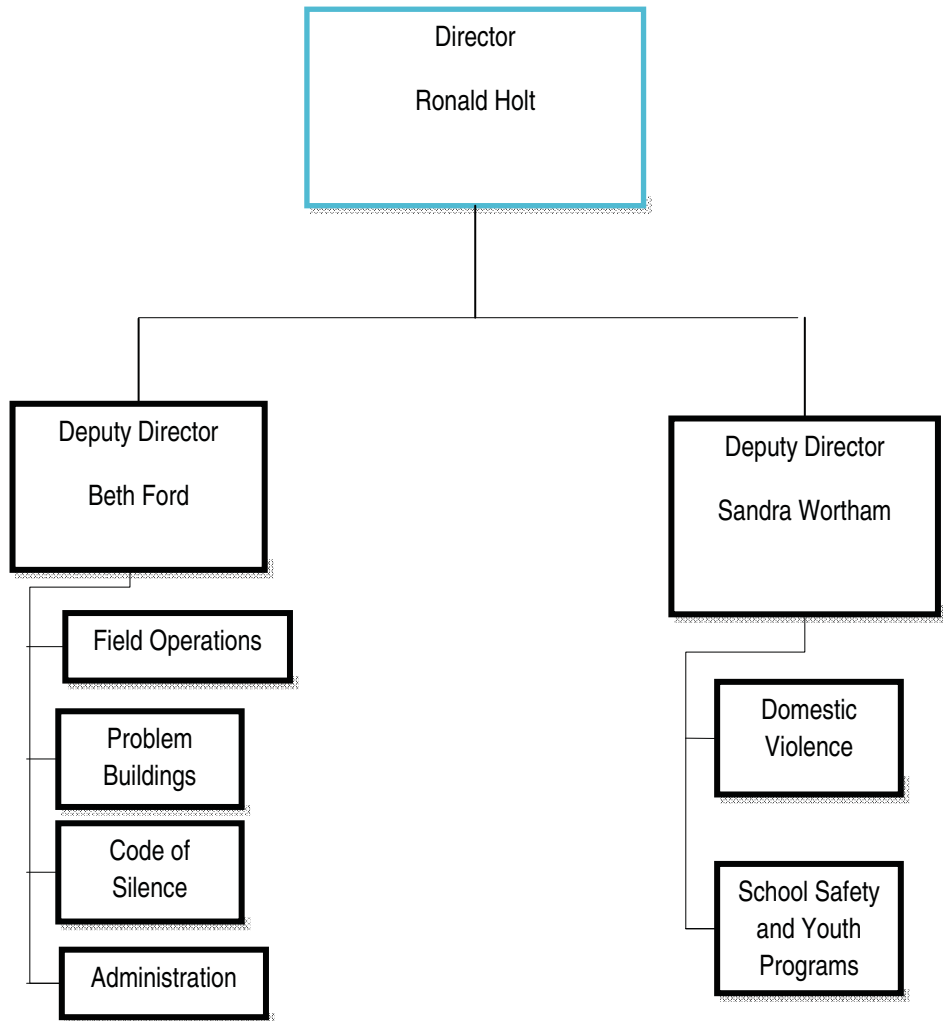 Director
Ronald Holt
Deputy Director
Beth Ford
Field Operations
Problem
Buildings
Code of
Silence
Administration
Deputy Director
Sandra Wortham
Domestic
Violence
School Safety
and Youth
Programs